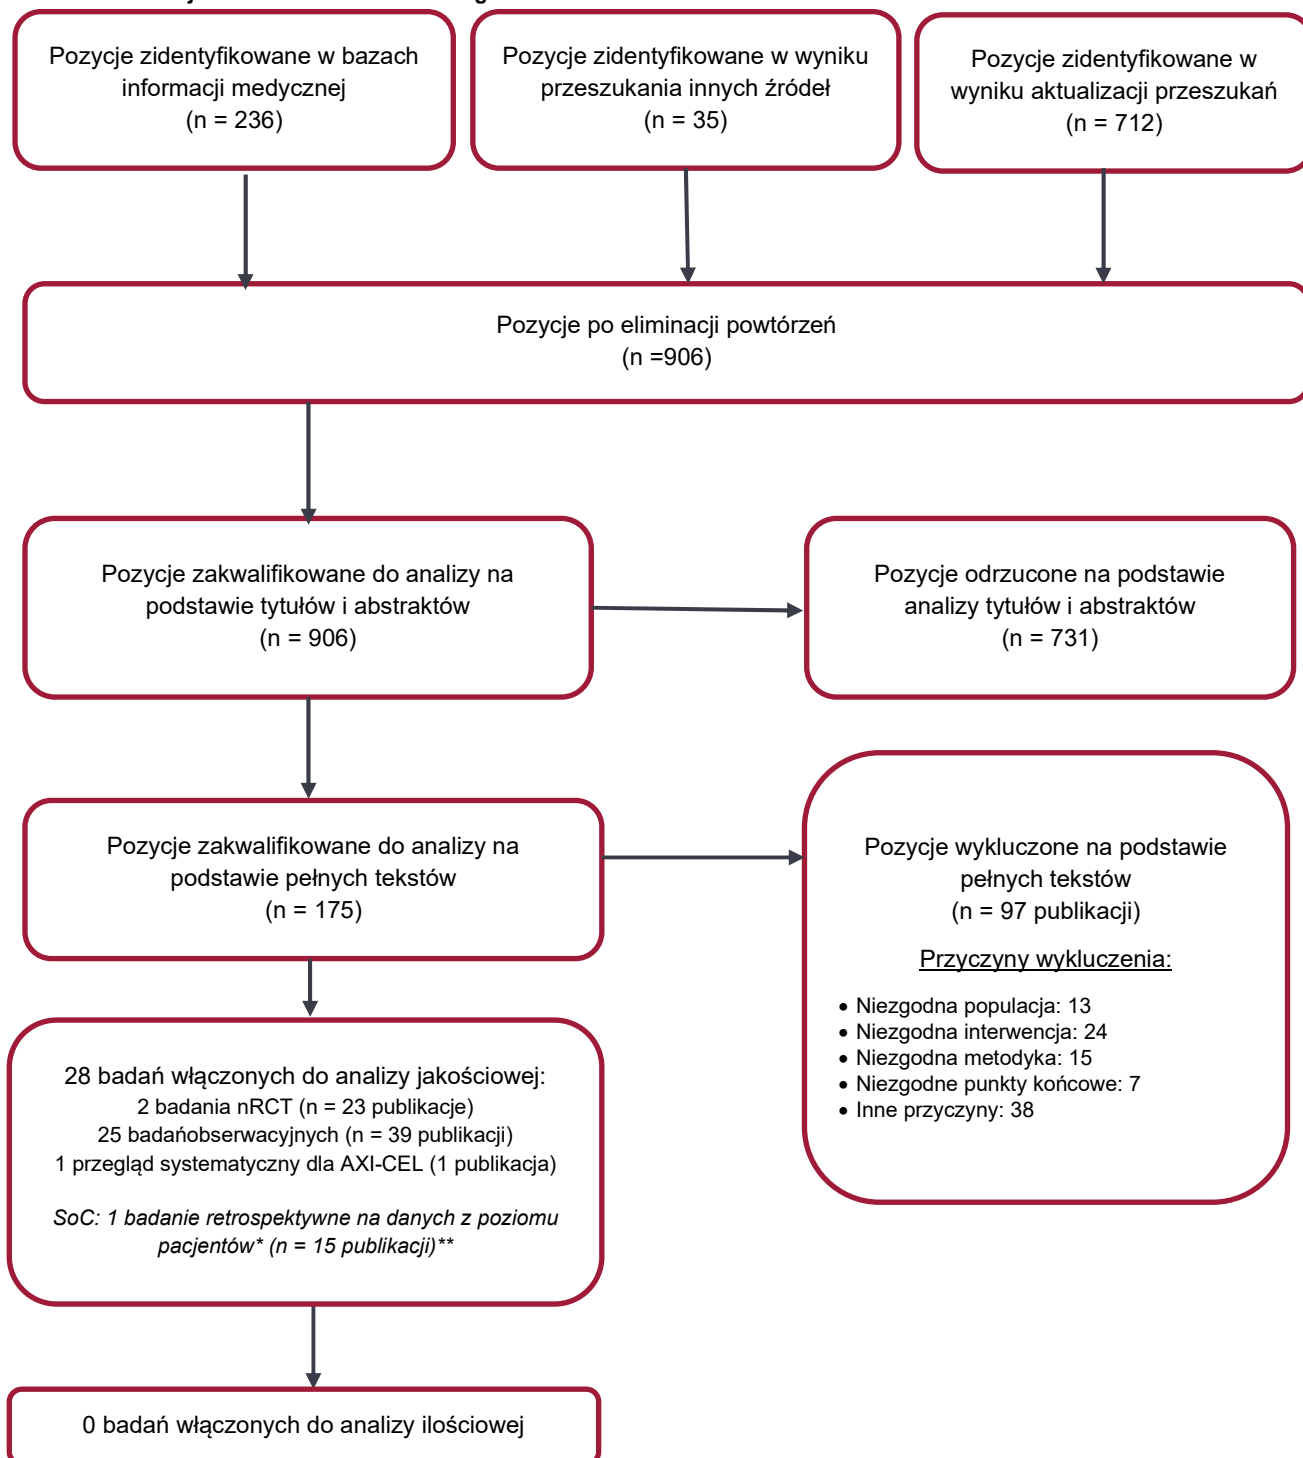 Pozycje zidentyfikowane w bazach
informacji medycznej
(n = 236)
Pozycje zidentyfikowane w wyniku
przeszukania innych źródeł
(n = 35)
Pozycje zidentyfikowane w
wyniku aktualizacji przeszukań
(n = 712)
Pozycje po eliminacji powtórzeń
(n =906)
Pozycje zakwalifikowane do analizy na
podstawie tytułów i abstraktów
(n = 906)
Pozycje odrzucone na podstawie
analizy tytułów i abstraktów
(n = 731)
Pozycje zakwalifikowane do analizy na
podstawie pełnych tekstów
(n = 175)
Pozycje wykluczone na podstawie
pełnych tekstów
(n = 97 publikacji)
Przyczyny wykluczenia:
• Niezgodna populacja: 13
• Niezgodna interwencja: 24
• Niezgodna metodyka: 15
• Niezgodne punkty końcowe: 7
• Inne przyczyny: 38
28 badań włączonych do analizy jakościowej:
2 badania nRCT (n = 23 publikacje)
25 badańobserwacyjnych (n = 39 publikacji)
1 przegląd systematyczny dla AXI-CEL (1 publikacja)
SoC: 1 badanie retrospektywne na danych z poziomu
pacjentów* (n = 15 publikacji)**
0 badań włączonych do analizy ilościowej